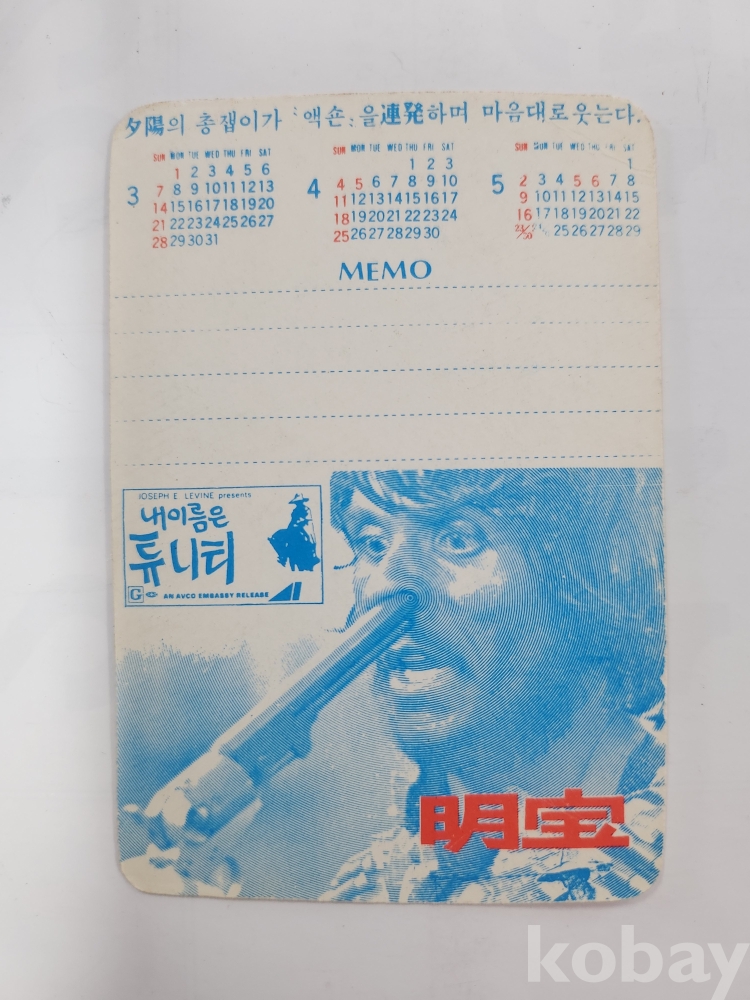 夕陽의 총잽이가 '액숀'을 連発하며 마음대로웃는다.
3
SUN MON TUE WED THU FRI SAT
1 2 3 4 5 6
7 8 9 10 11 12 13
14 15 16 17 18 19 20
21 22 23 24 25 26 27
28 29 30 31
4
SUN MON TUE WED THU FRI SAT
1 2 3
4 5 6 7 8 9 10
11 12 13 14 15 16 17
18 19 20 21 22 23 24
25 26 27 28 29 30
5
SUN SUN MON TUE WED THU FRI SAT
1
2 3 4 5 6 7 8
9 10 11 12 13 14 15
16 17 18 19 20 21 22
23/30 25 26 27 28 29
MEMO
JOSEPH E. LEVINE presents
내이름은
튜니티
G AN AVCO EMBASSY RELEASE
明宝
kobay